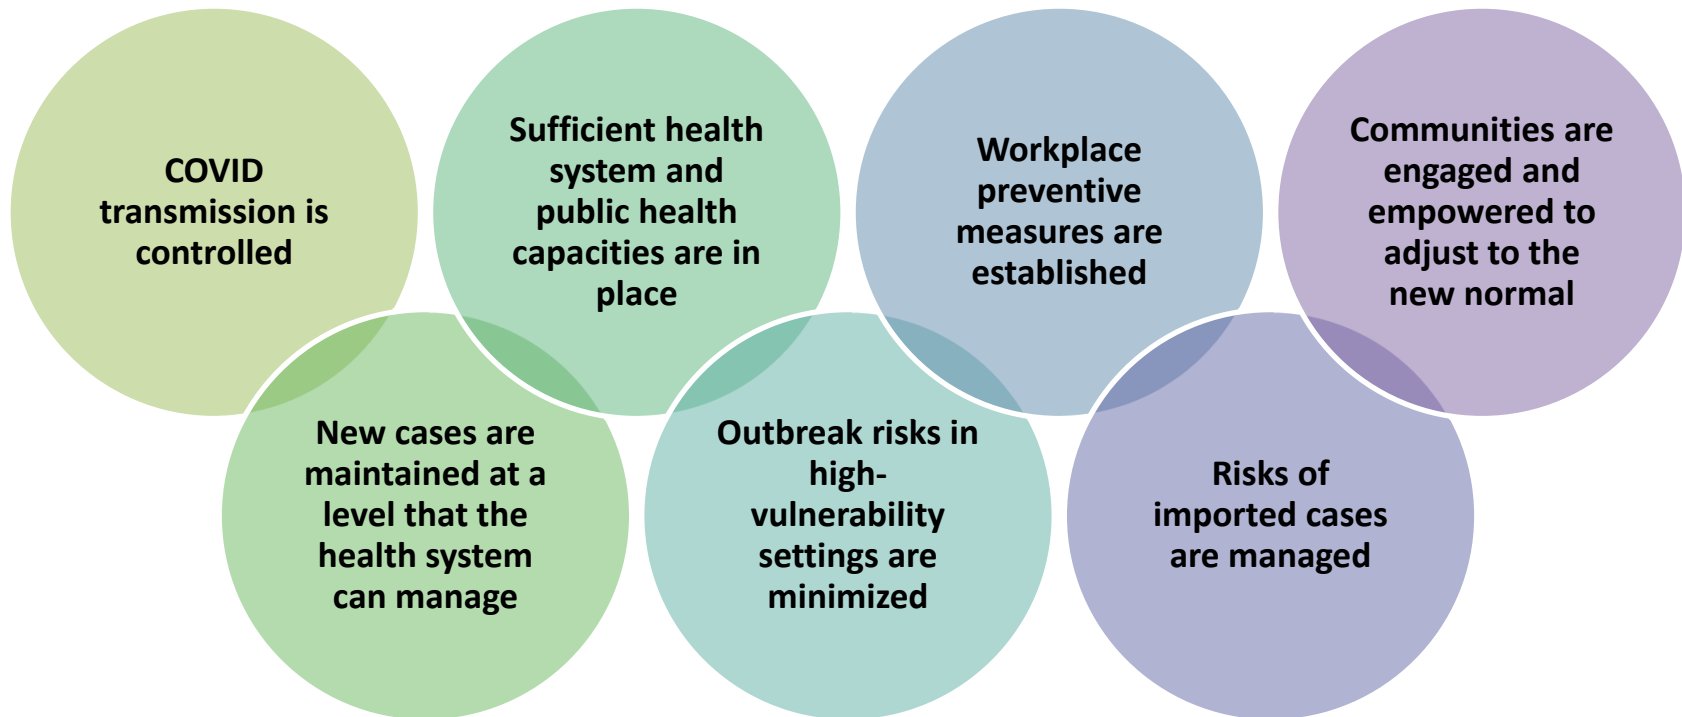 COVID
transmission is
controlled
New cases are
maintained at a
level that the
health system
can manage
Sufficient health
system and
public health
capacities are in
place
Outbreak risks in
high-
vulnerability
settings are
minimized
Workplace
preventive
measures are
established
Risks of
imported cases
are managed
Communities are
engaged and
empowered to
adjust to the
new normal